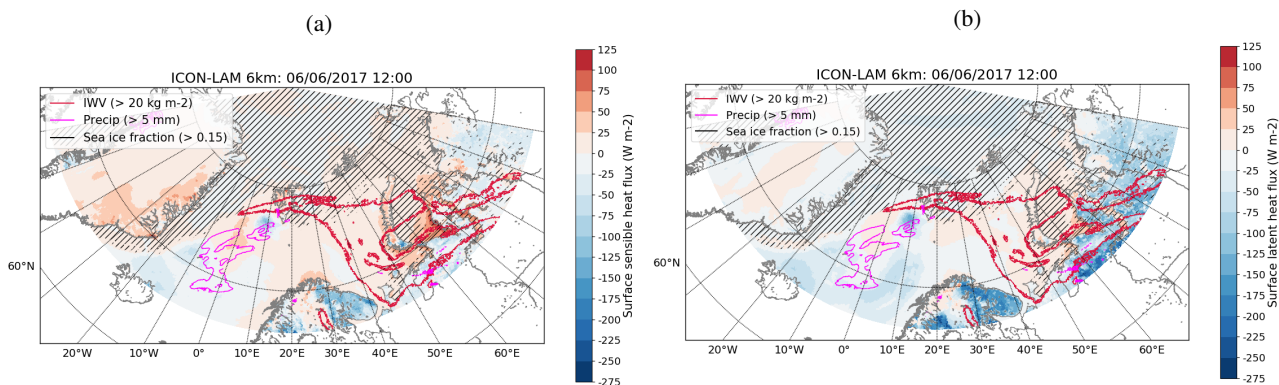 (a)
ICON-LAM 6km: 06/06/2017 12:00
IWV (> 20 kg m-2)
Precip (> 5 mm)
Sea ice fraction (> 0.15)
60°N
20°W
10°W
0°
10°E
20°E
30°E
40°E
50°E
60°E
125
100
75
50
25
0
-25
-50
-75
-100
-125
-150
-175
-200
-225
-250
-275
Surface sensible heat flux (W m-2)
(b)
ICON-LAM 6km: 06/06/2017 12:00
IWV (> 20 kg m-2)
Precip (> 5 mm)
Sea ice fraction (> 0.15)
60°N
20°W
10°W
0°
10°E
20°E
30°E
40°E
50°E
60°E
125
100
75
50
25
0
-25
-50
-75
-100
-125
-150
-175
-200
-225
-250
-275
Surface latent heat flux (W m-2)